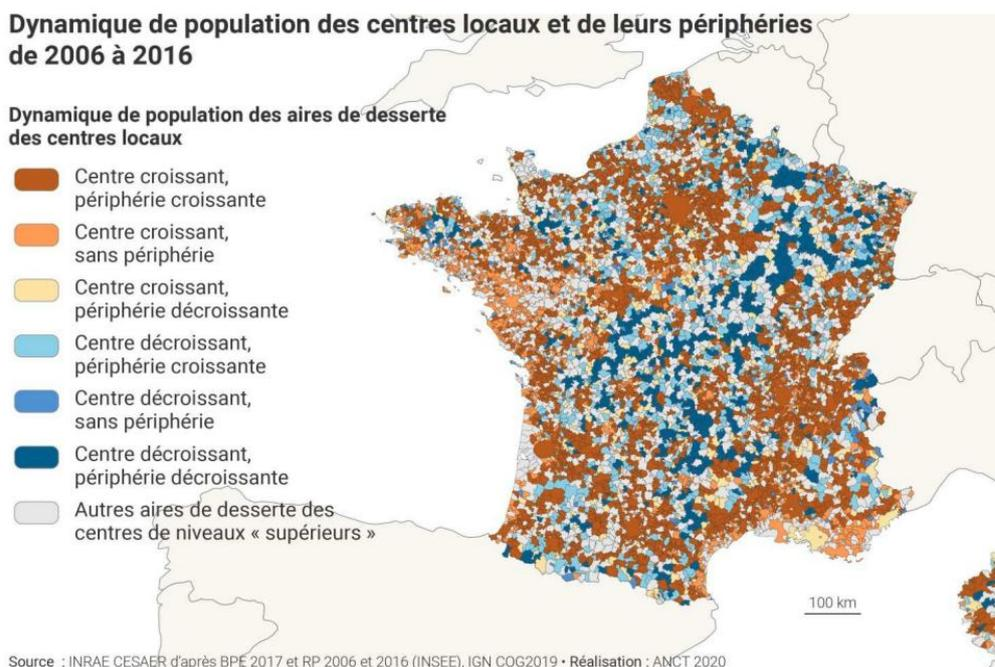 Dynamique de population des centres locaux et de leurs périphéries
de 2006 à 2016
Dynamique de population des aires de desserte
des centres locaux
Centre croissant,
périphérie croissante
Centre croissant,
sans périphérie
Centre croissant,
périphérie décroissante
Centre décroissant,
périphérie croissante
Centre décroissant,
sans périphérie
Centre décroissant,
périphérie décroissante
Autres aires de desserte des
centres de niveaux « supérieurs »
100 km
Source : INRAE CESAER d'après BPE 2017 et RP 2006 et 2016 (INSEE), IGN COG2019 • Réalisation : ANCT 2020